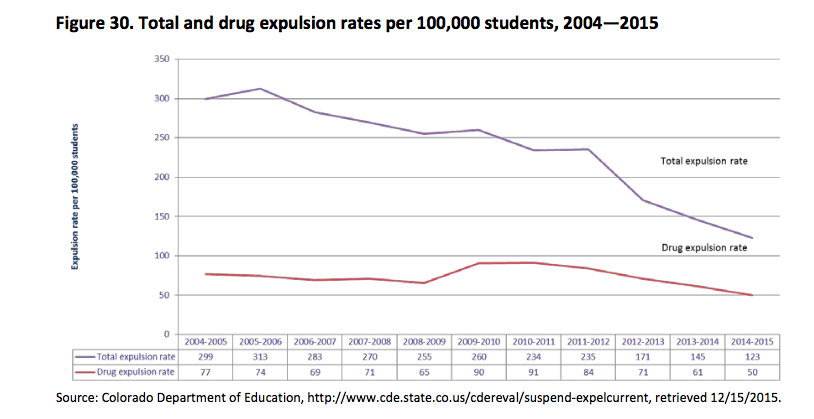 Figure 30. Total and drug expulsion rates per 100,000 students, 2004—2015
350
300
250
200
150
100
50
0
Expulsion rate per 100,000 students
Total expulsion rate
Drug expulsion rate
2004-2005 2005-2006 2006-2007 2007-2008 2008-2009 2009-2010 2010-2011 2011-2012 2012-2013 2013-2014 2014-2015
Total expulsion rate 299 313 283 270 255 260 234 235 171 145 123
Drug expulsion rate 77 74 69 71 65 90 91 84 71 61 50
Source: Colorado Department of Education, http://www.cde.state.co.us/cdereval/suspend-expelcurrent, retrieved 12/15/2015.